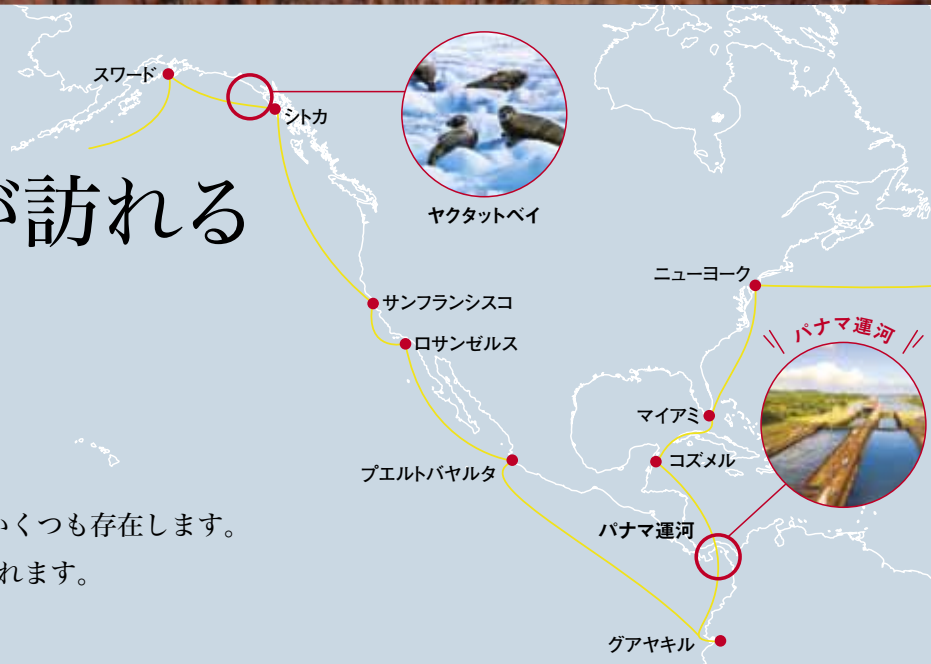 スワード
シトカ
ヤクタットベイ
が訪れる
ニューヨーク
サンフランシスコ
パナマ運河
ロサンゼルス
マイアミ
コズメル
プエルトバヤルタ
いくつも存在します。
パナマ運河
れます。
グアヤキル